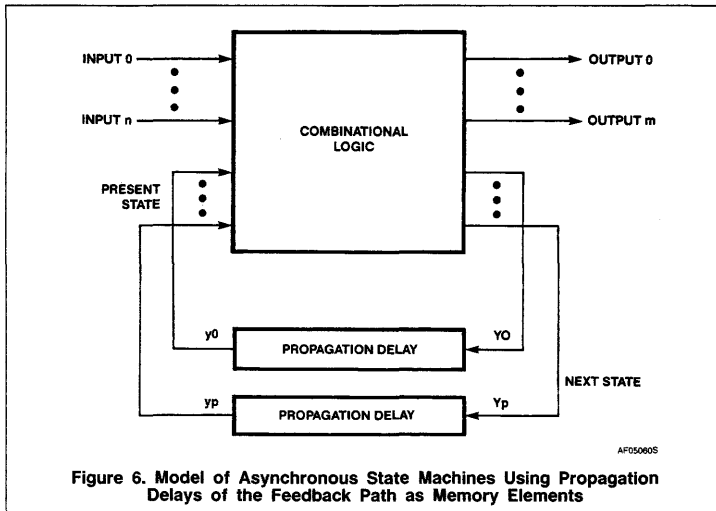 INPUT 0
OUTPUT 0
INPUT n
OUTPUT m
COMBINATIONAL
LOGIC
PRESENT
STATE
y0
PROPAGATION DELAY
Y0
NEXT STATE
yp
PROPAGATION DELAY
Yp
AF05060S
Figure 6. Model of Asynchronous State Machines Using Propagation
Delays of the Feedback Path as Memory Elements